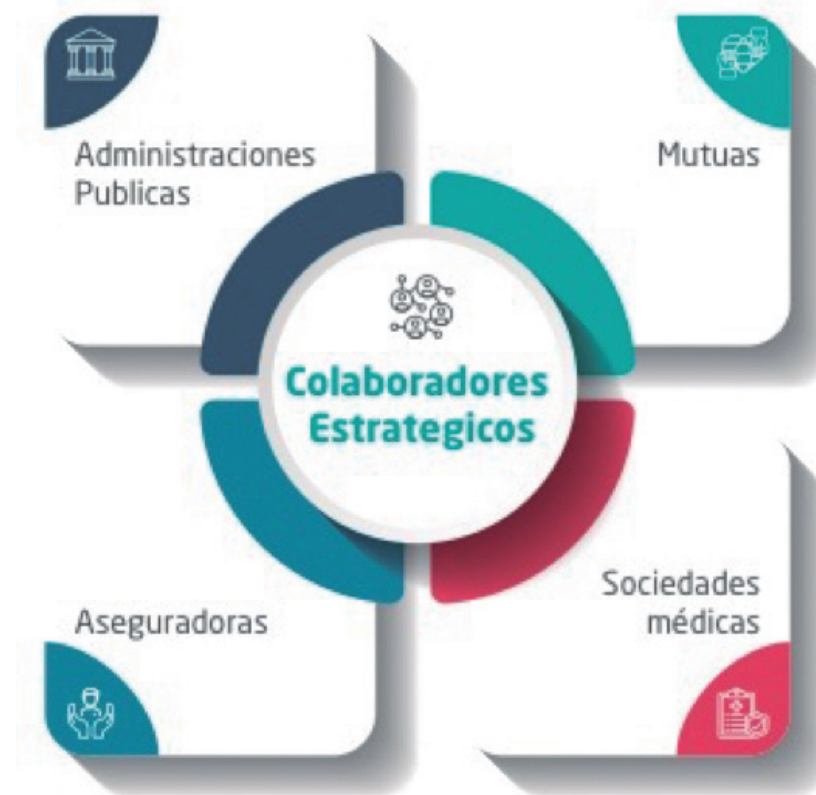 Administraciones
Publicas
Mutuas
Colaboradores
Estrategicos
Aseguradoras
Sociedades
médicas